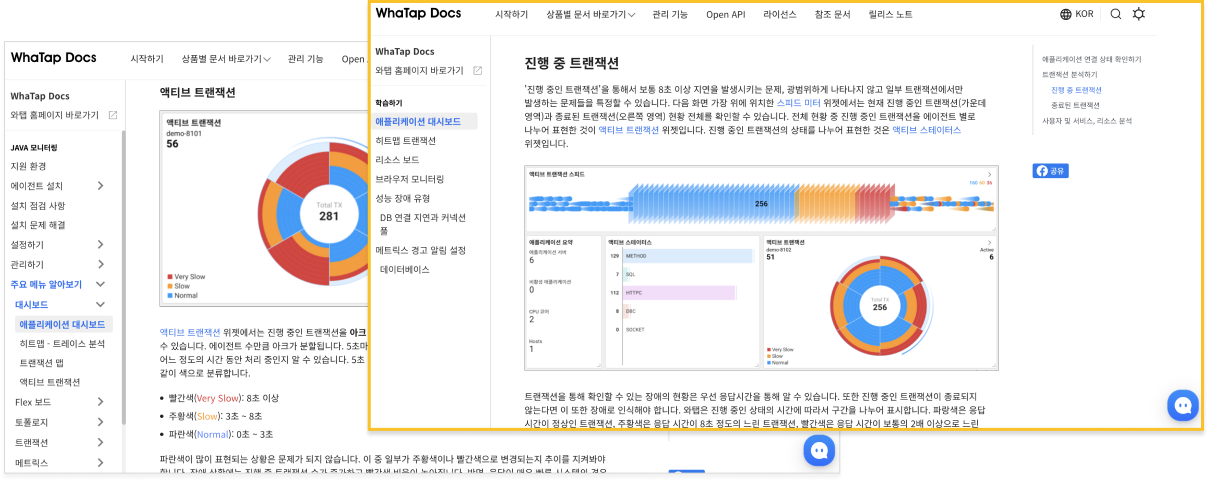 WhaTap Docs
시작하기
상품별 문서 바로가기
관리 기능
Open
WhaTap Docs
와탭 홈페이지 바로가기
JAVA 모니터링
지원 환경
에이전트 설치
설치 점검 사항
설치 문제 해결
설정하기
관리하기
주요 메뉴 알아보기
대시보드
애플리케이션 대시보드
히트맵 - 트레이스 분석
트랜잭션 맵
액티브 트랜잭션
Flex 보드
토폴로지
트랜잭션
메트릭스
액티브 트랜잭션
액티브 트랜잭션
demo-8101
56
Total TX
281
Very Slow
Slow
Normal
액티브 트랜잭션 위젯에서는 진행 중인 트랜잭션을 아크
수 있습니다. 에이전트 수만큼 아크가 분할됩니다. 5초마
어느 정도의 시간 동안 처리 중인지 알 수 있습니다. 5초
같이 색으로 분류합니다.
• 빨간색(Very Slow): 8초 이상
• 주황색(Slow): 3초 ~ 8초
• 파란색(Normal): 0초 ~ 3초
파란색이 많이 표현되는 상황은 문제가 되지 않습니다. 이 중 일부가 주황색이나 빨간색으로 변경되는지 추이를 지켜봐야
WhaTap Docs
시작하기
상품별 문서 바로가기
관리 기능
Open API
라이선스
참조 문서
릴리스 노트
KOR
WhaTap Docs
와탭 홈페이지 바로가기
학습하기
애플리케이션 대시보드
히트맵 트랜잭션
리소스 보드
브라우저 모니터링
성능 장애 유형
DB 연결 지연과 커넥션
풀
메트릭스 경고 알림 설정
데이터베이스
진행 중 트랜잭션
'진행 중인 트랜잭션'을 통해서 보통 8초 이상 지연을 발생시키는 문제, 광범위하게 나타나지 않고 일부 트랜잭션에서만
발생하는 문제들을 특정할 수 있습니다. 다음 화면 가장 위에 위치한 스피드 미터 위젯에서는 현재 진행 중인 트랜잭션(가운데
영역)과 종료된 트랜잭션(오른쪽 영역) 현황 전체를 확인할 수 있습니다. 전체 현황 중 진행 중인 트랜잭션을 에이전트 별로
나누어 표현한 것이 액티브 트랜잭션 위젯입니다. 진행 중인 트랜잭션의 상태를 나누어 표현한 것은 액티브 스테이터스
위젯입니다.
액티브 트랜잭션 스피드
256
애플리케이션 요약
애플리케이션 서버
6
비활성 애플리케이션
0
CPU 코어
2
Hosts
1
액티브 스테이터스
129 METHOD
7 SQL
112 HTTPC
8 DBC
0 SOCKET
액티브 트랜잭션
demo-8102
51
Active
6
Total TX
256
Very Slow
Slow
Normal
트랜잭션을 통해 확인할 수 있는 장애의 현황은 우선 응답시간을 통해 알 수 있습니다. 또한 진행 중인 트랜잭션이 종료되지
않는다면 이 또한 장애로 인식해야 합니다. 와탭은 진행 중인 상태의 시간에 따라서 구간을 나누어 표시합니다. 파랑색은 응답
시간이 정상인 트랜잭션, 주황색은 응답 시간이 8초 정도의 느린 트랜잭션, 빨간색은 응답 시간이 보통의 2배 이상으로 느린
애플리케이션 연결 상태 확인하기
트랜잭션 분석하기
진행 중 트랜잭션
종료된 트랜잭션
사용자 및 서비스, 리소스 분석
공유